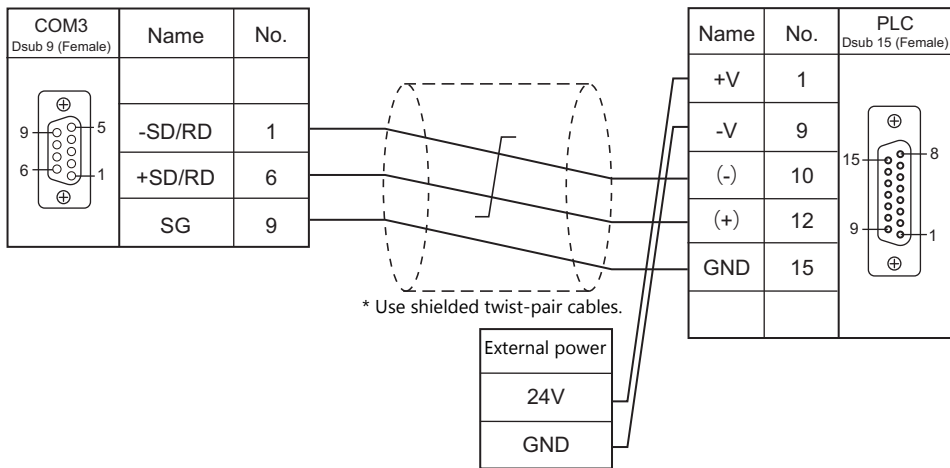 COM3
Dsub 9 (Female)
Name No.
-SD/RD 1
+SD/RD 6
SG 9
9 5
6 1
* Use shielded twist-pair cables.
External power
24V
GND
Name No.
PLC
Dsub 15 (Female)
+V 1
-V 9
(-) 10
(+) 12
GND 15
15 8
9 1